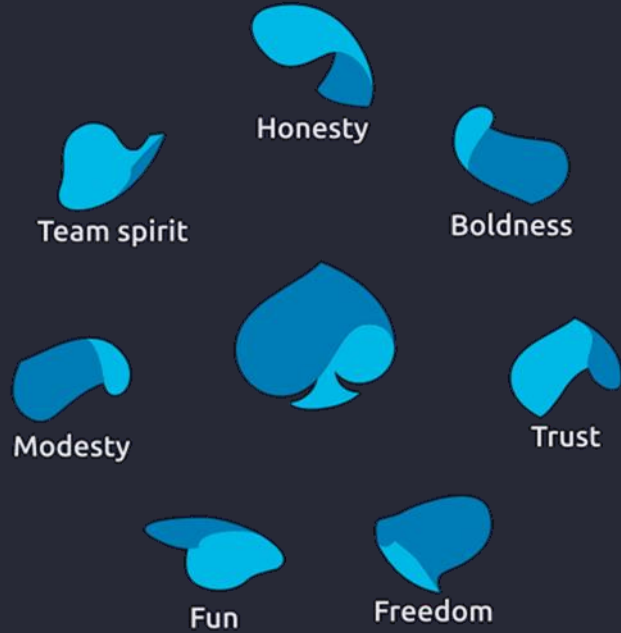 Honesty
Team spirit
Boldness
Modesty
Trust
Fun
Freedom